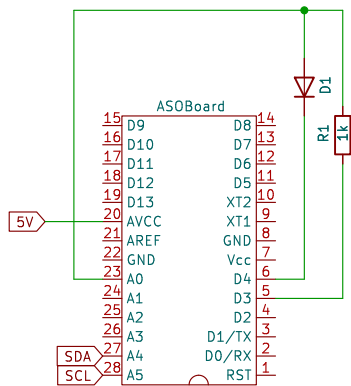 D1
R1
1k
ASOBoard
15 D9 D8 14
16 D10 D7 13
17 D11 D6 12
18 D12 D5 11
19 D13 XT2 10
5V 20 AVCC XT1 9
21 AREF GND 8
22 GND Vcc 7
23 A0 D4 6
24 A1 D3 5
25 A2 D2 4
26 A3 D1/TX 3
SDA 27 A4 D0/RX 2
SCL 28 A5 RST 1